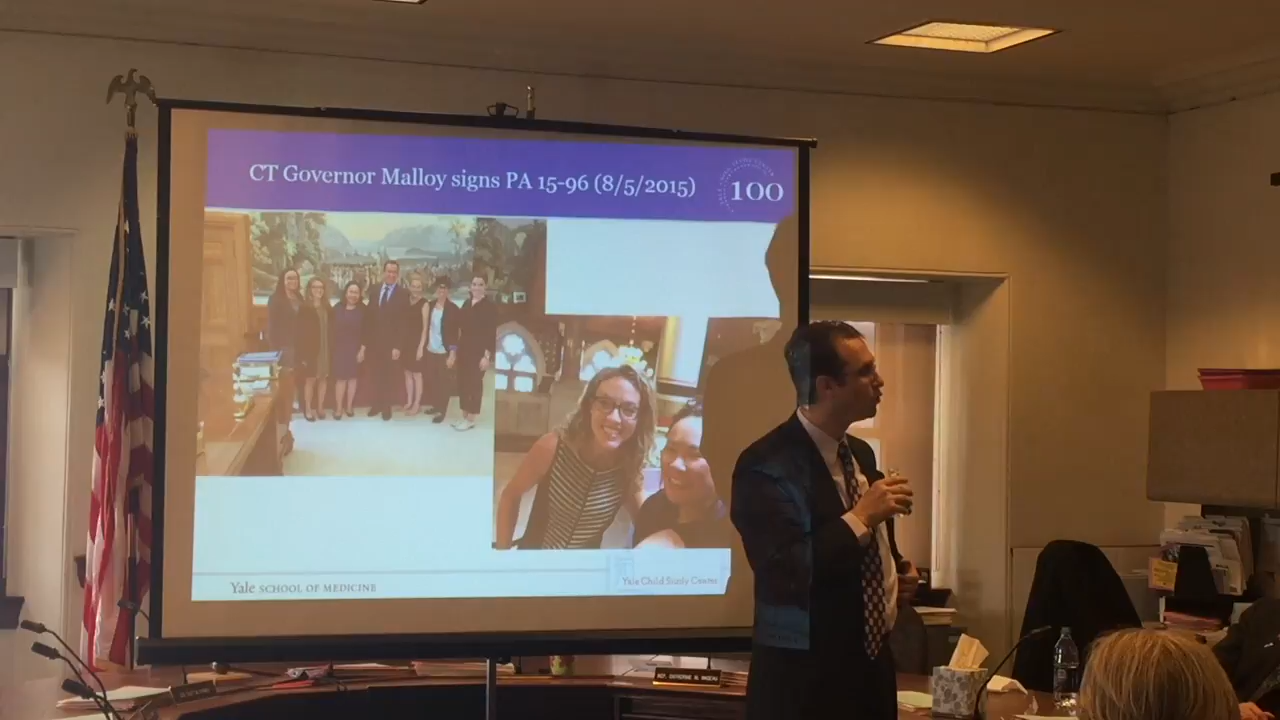 CT Governor Malloy signs PA 15-96 (8/5/2015)
100
Yale SCHOOL OF MEDICINE
Yale Child Study Center